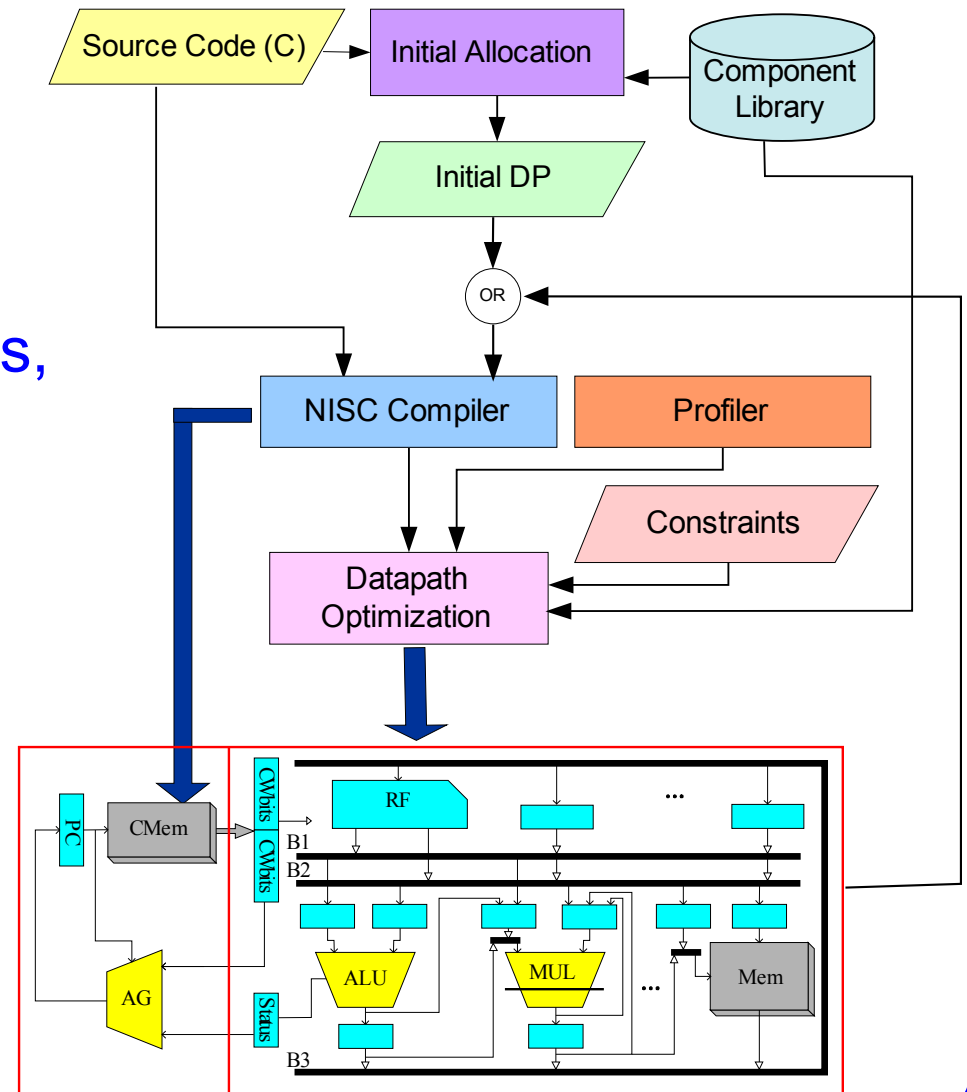 Source Code (C)
Initial Allocation
Component
Library
Initial DP
OR
s,
NISC Compiler
Profiler
Constraints
Datapath
Optimization
PC
CMem
CWbits
CWbits
RF
...
B1
B2
AG
Status
ALU
MUL
...
Mem
B3